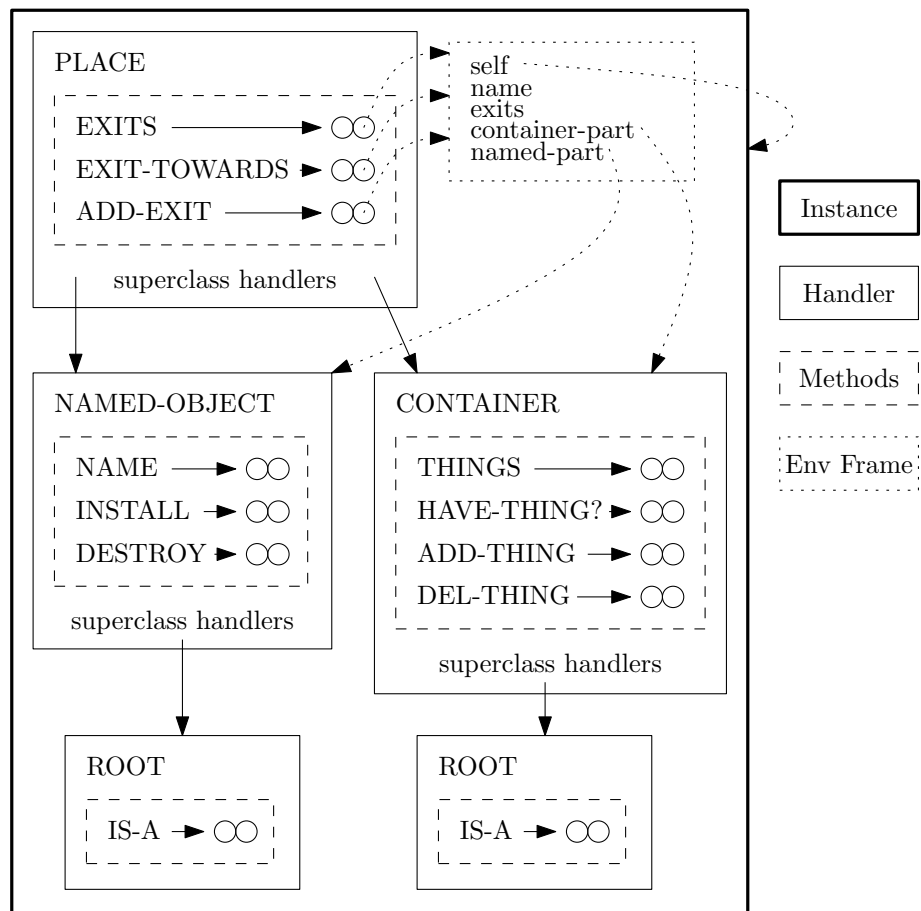 PLACE
EXITS
EXIT-TOWARDS
ADD-EXIT
superclass handlers
self
name
exits
container-part
named-part
Instance
Handler
Methods
Env Frame
NAMED-OBJECT
NAME
INSTALL
DESTROY
superclass handlers
CONTAINER
THINGS
HAVE-THING?
ADD-THING
DEL-THING
superclass handlers
ROOT
IS-A
ROOT
IS-A